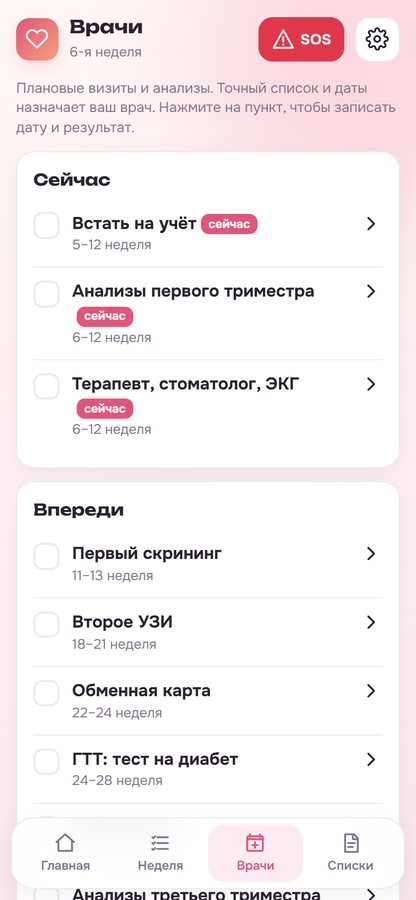 Врачи
6-я неделя
SOS
Плановые визиты и анализы. Точный список и даты
назначает ваш врач. Нажмите на пункт, чтобы записать
дату и результат.
Сейчас
Встать на учёт сейчас
5–12 неделя
Анализы первого триместра
сейчас
6–12 неделя
Терапевт, стоматолог, ЭКГ
сейчас
6–12 неделя
Впереди
Первый скрининг
11–13 неделя
Второе УЗИ
18–21 неделя
Обменная карта
22–24 неделя
ГТТ: тест на диабет
24–28 неделя
Главная
Неделя
Врачи
Списки
Анализы третьего триместра